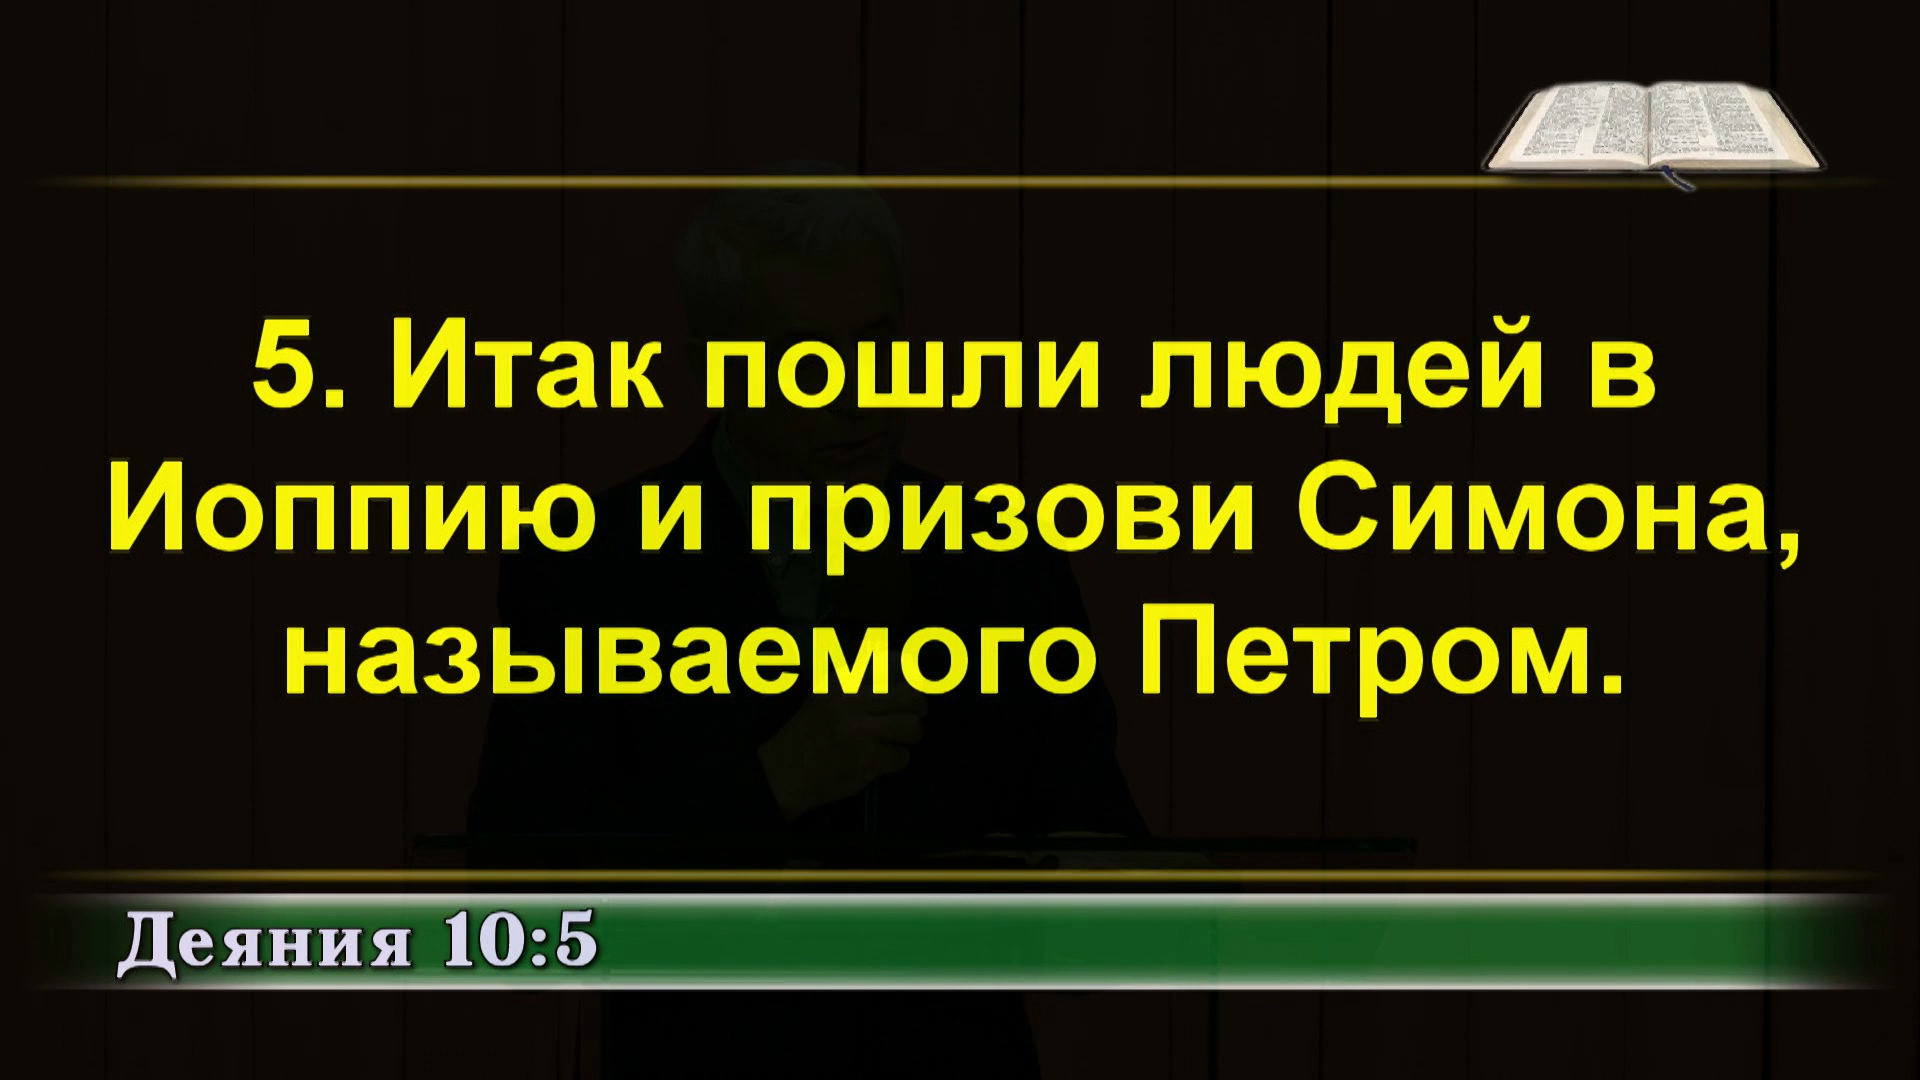 5. Итак пошли людей в
Иоппию и призови Симона,
называемого Петром.
Деяния 10:5